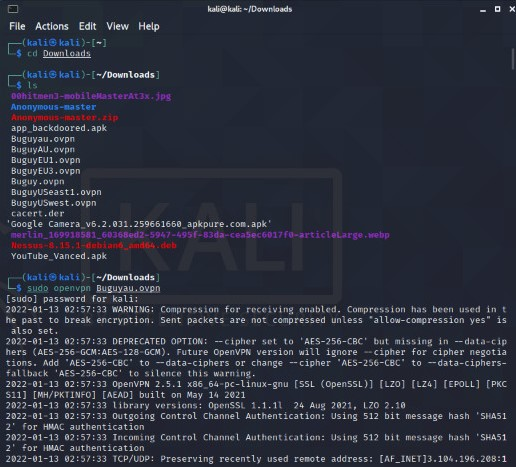 kali@kali: ~/Downloads
File Actions Edit View Help
┌──(kali㉿kali)-[~]
└─$ cd Downloads
┌──(kali㉿kali)-[~/Downloads]
└─$ ls
00hitmen3-mobileMasterAt3x.jpg
Anonymous-master
Anonymous-master.zip
app_backdoored.apk
Buguyau.ovpn
BuguyAU.ovpn
BuguyEU1.ovpn
BuguyEU3.ovpn
Buguy.ovpn
BuguyUSeast1.ovpn
BuguyUSwest.ovpn
cacert.der
'Google Camera_v6.2.031.259661660_apkpure.com.apk'
merlin_169918581_60368ed2-5947-495f-83da-cea5ec6017f0-articleLarge.webp
Nessus-8.15.1-debian6_amd64.deb
YouTube_Vanced.apk
┌──(kali㉿kali)-[~/Downloads]
└─$ sudo openvpn Buguyau.ovpn
[sudo] password for kali:
2022-01-13 02:57:33 WARNING: Compression for receiving enabled. Compression has been used in t
he past to break encryption. Sent packets are not compressed unless "allow-compression yes" is
also set.
2022-01-13 02:57:33 DEPRECATED OPTION: --cipher set to 'AES-256-CBC' but missing in --data-cip
hers (AES-256-GCM:AES-128-GCM). Future OpenVPN version will ignore --cipher for cipher negotia
tions. Add 'AES-256-CBC' to --data-ciphers or change --cipher 'AES-256-CBC' to --data-ciphers-
fallback 'AES-256-CBC' to silence this warning.
2022-01-13 02:57:33 OpenVPN 2.5.1 x86_64-pc-linux-gnu [SSL (OpenSSL)] [LZO] [LZ4] [EPOLL] [PKC
S11] [MH/PKTINFO] [AEAD] built on May 14 2021
2022-01-13 02:57:33 library versions: OpenSSL 1.1.1l  24 Aug 2021, LZO 2.10
2022-01-13 02:57:33 Outgoing Control Channel Authentication: Using 512 bit message hash 'SHA51
2' for HMAC authentication
2022-01-13 02:57:33 Incoming Control Channel Authentication: Using 512 bit message hash 'SHA51
2' for HMAC authentication
2022-01-13 02:57:33 TCP/UDP: Preserving recently used remote address: [AF_INET]3.104.196.208:1
KALI